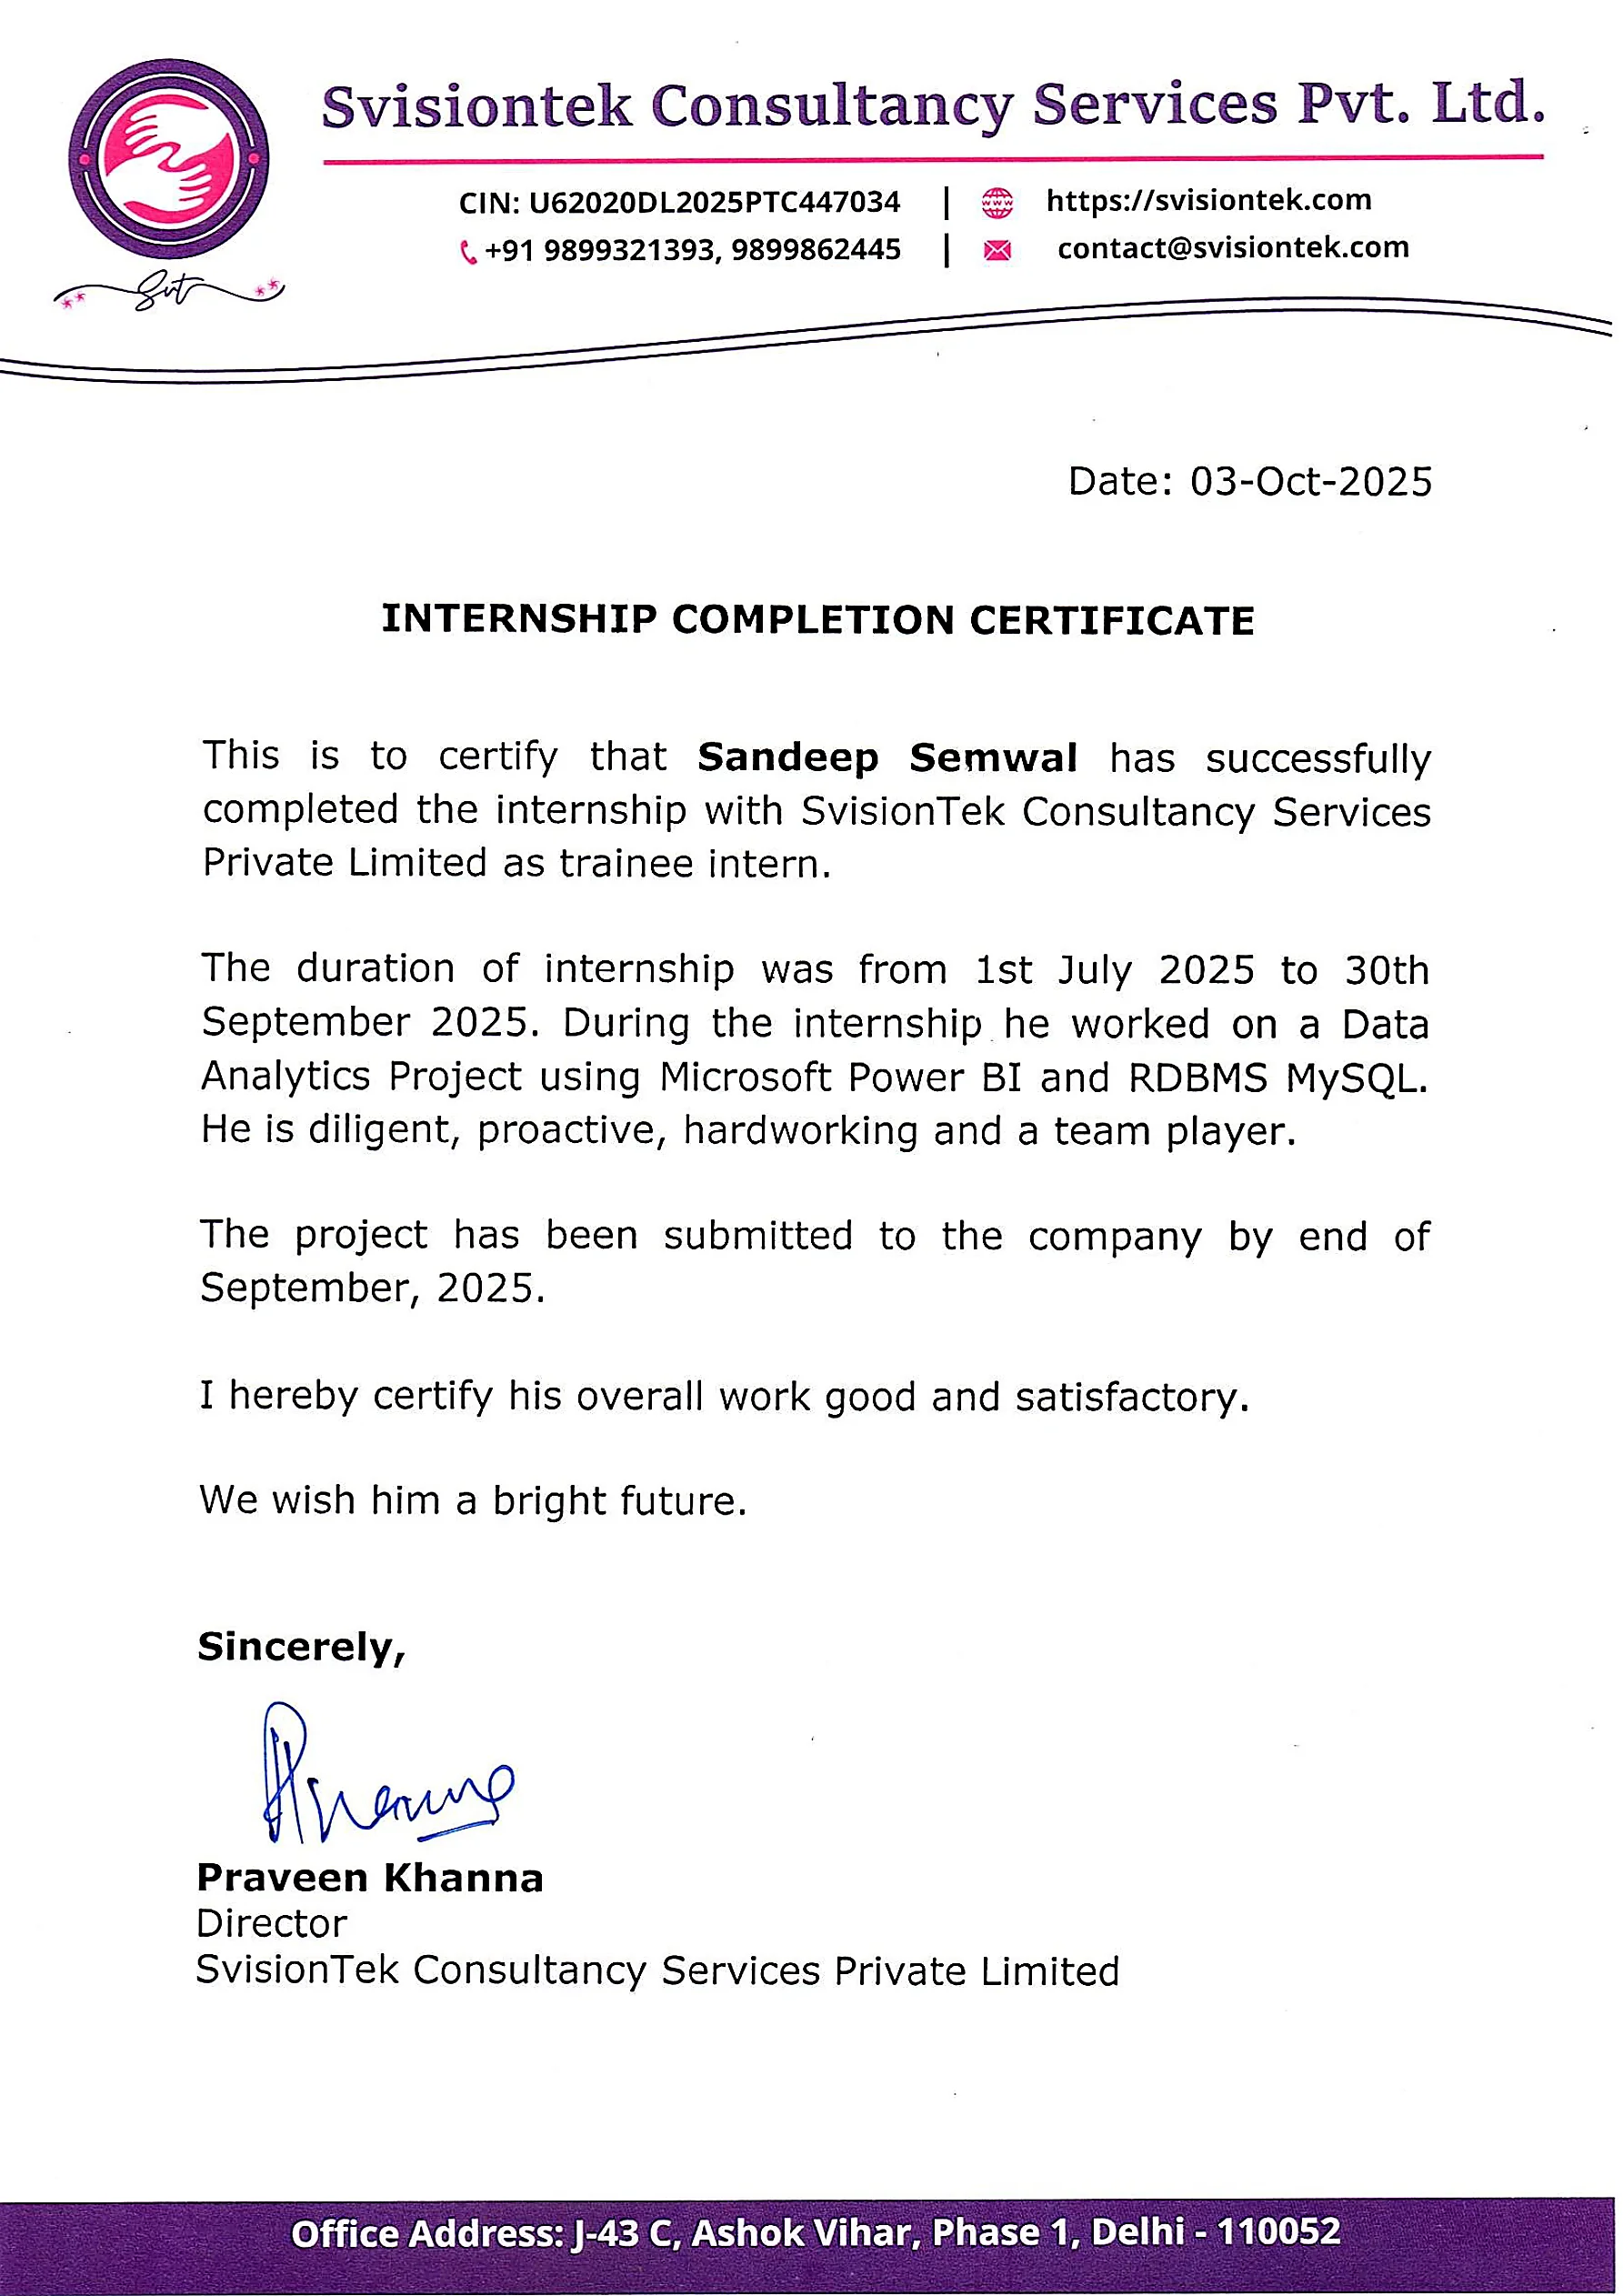 Svisiontek Consultancy Services Pvt. Ltd.
CIN: U62020DL2025PTC447034 | https://svisiontek.com
+91 9899321393, 9899862445 | contact@svisiontek.com
Svt
Date: 03-Oct-2025
INTERNSHIP COMPLETION CERTIFICATE
This is to certify that Sandeep Semwal has successfully
completed the internship with SvisionTek Consultancy Services
Private Limited as trainee intern.
The duration of internship was from 1st July 2025 to 30th
September 2025. During the internship he worked on a Data
Analytics Project using Microsoft Power BI and RDBMS MySQL.
He is diligent, proactive, hardworking and a team player.
The project has been submitted to the company by end of
September, 2025.
I hereby certify his overall work good and satisfactory.
We wish him a bright future.
Sincerely,
Praveen Khanna
Director
SvisionTek Consultancy Services Private Limited
Office Address: J-43 C, Ashok Vihar, Phase 1, Delhi - 110052